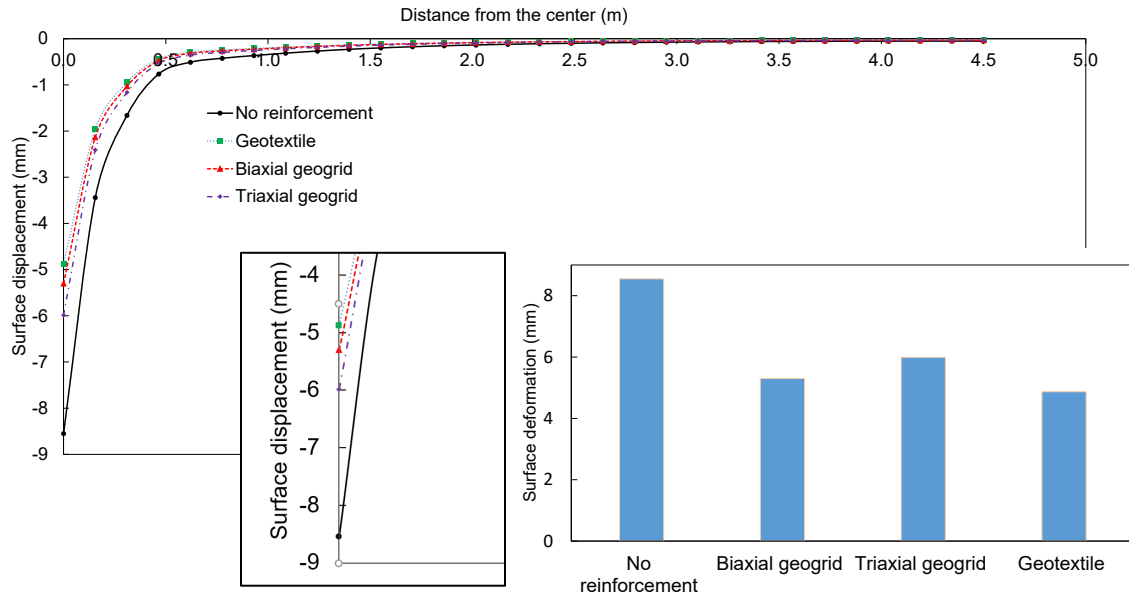 Distance from the center (m)
0
0.0 0.5 1.0 1.5 2.0 2.5 3.0 3.5 4.0 4.5 5.0
-1
-2
-3
-4
-5
-6
-7
-8
-9
Surface displacement (mm)
No reinforcement
Geotextile
Biaxial geogrid
Triaxial geogrid
Surface displacement (mm)
-4
-5
-6
-7
-8
-9
Surface deformation (mm)
8
6
4
2
0
No
reinforcement
Biaxial geogrid
Triaxial geogrid
Geotextile